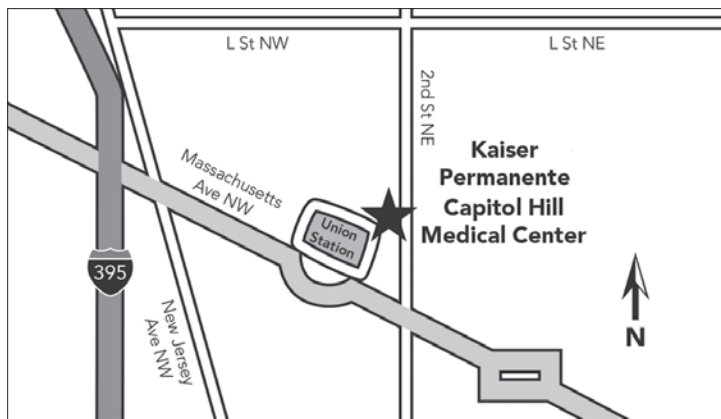 L St NW
L St NE
2nd St NE
Massachusetts
Ave NW
Kaiser
Permanente
Capitol Hill
Medical Center
Union
Station
395
New Jersey
Ave NW
N